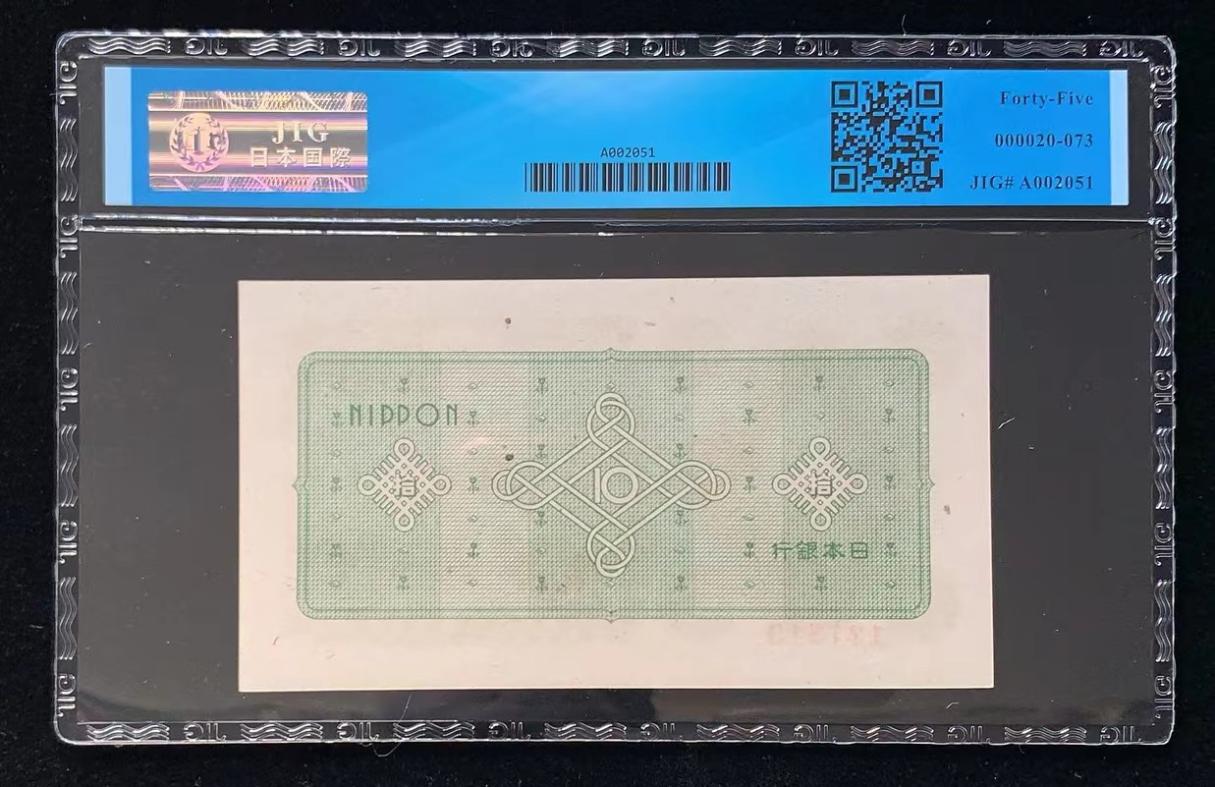 JIG
日本国際
A002051
Forty-Five
000020-073
JIG# A002051
NIPPON
拾
10
拾
行銀本日